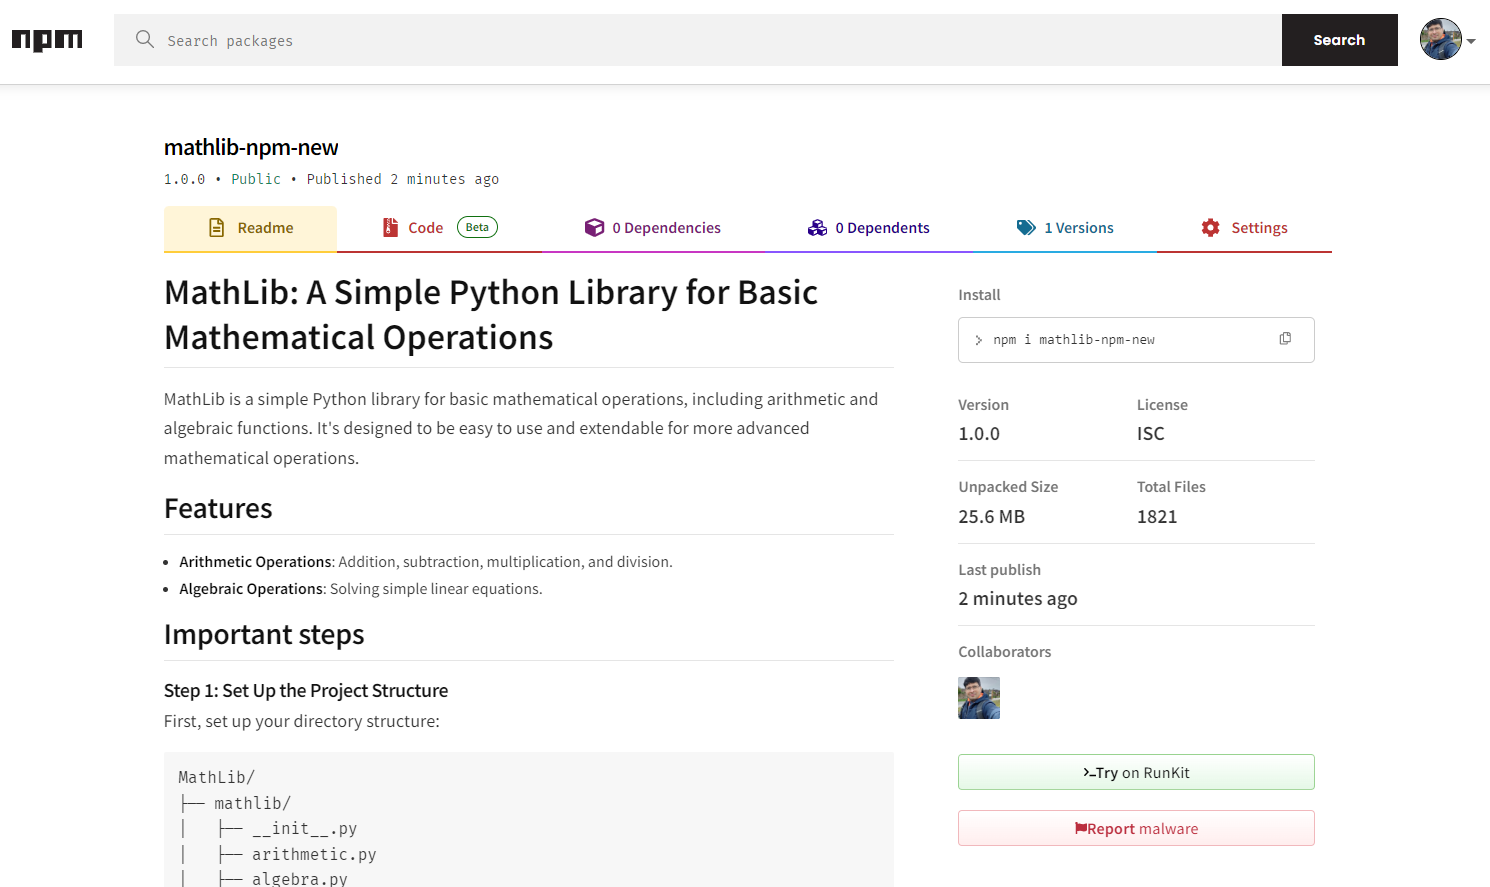 npm
Search packages
Search
mathlib-npm-new
1.0.0 • Public • Published 2 minutes ago
Readme
Code Beta
0 Dependencies
0 Dependents
1 Versions
Settings
MathLib: A Simple Python Library for Basic
Mathematical Operations
MathLib is a simple Python library for basic mathematical operations, including arithmetic and
algebraic functions. It's designed to be easy to use and extendable for more advanced
mathematical operations.
Features
• Arithmetic Operations: Addition, subtraction, multiplication, and division.
• Algebraic Operations: Solving simple linear equations.
Important steps
Step 1: Set Up the Project Structure
First, set up your directory structure:
MathLib/
├── mathlib/
│   ├── __init__.py
│   ├── arithmetic.py
│   ├── algebra.py
Install
> npm i mathlib-npm-new
Version
1.0.0
License
ISC
Unpacked Size
25.6 MB
Total Files
1821
Last publish
2 minutes ago
Collaborators
Try on RunKit
Report malware